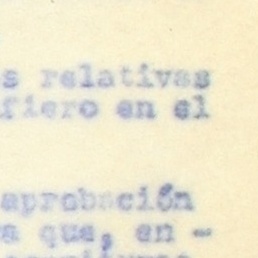 s relativas
fiero en el
aprobación
a que, en -